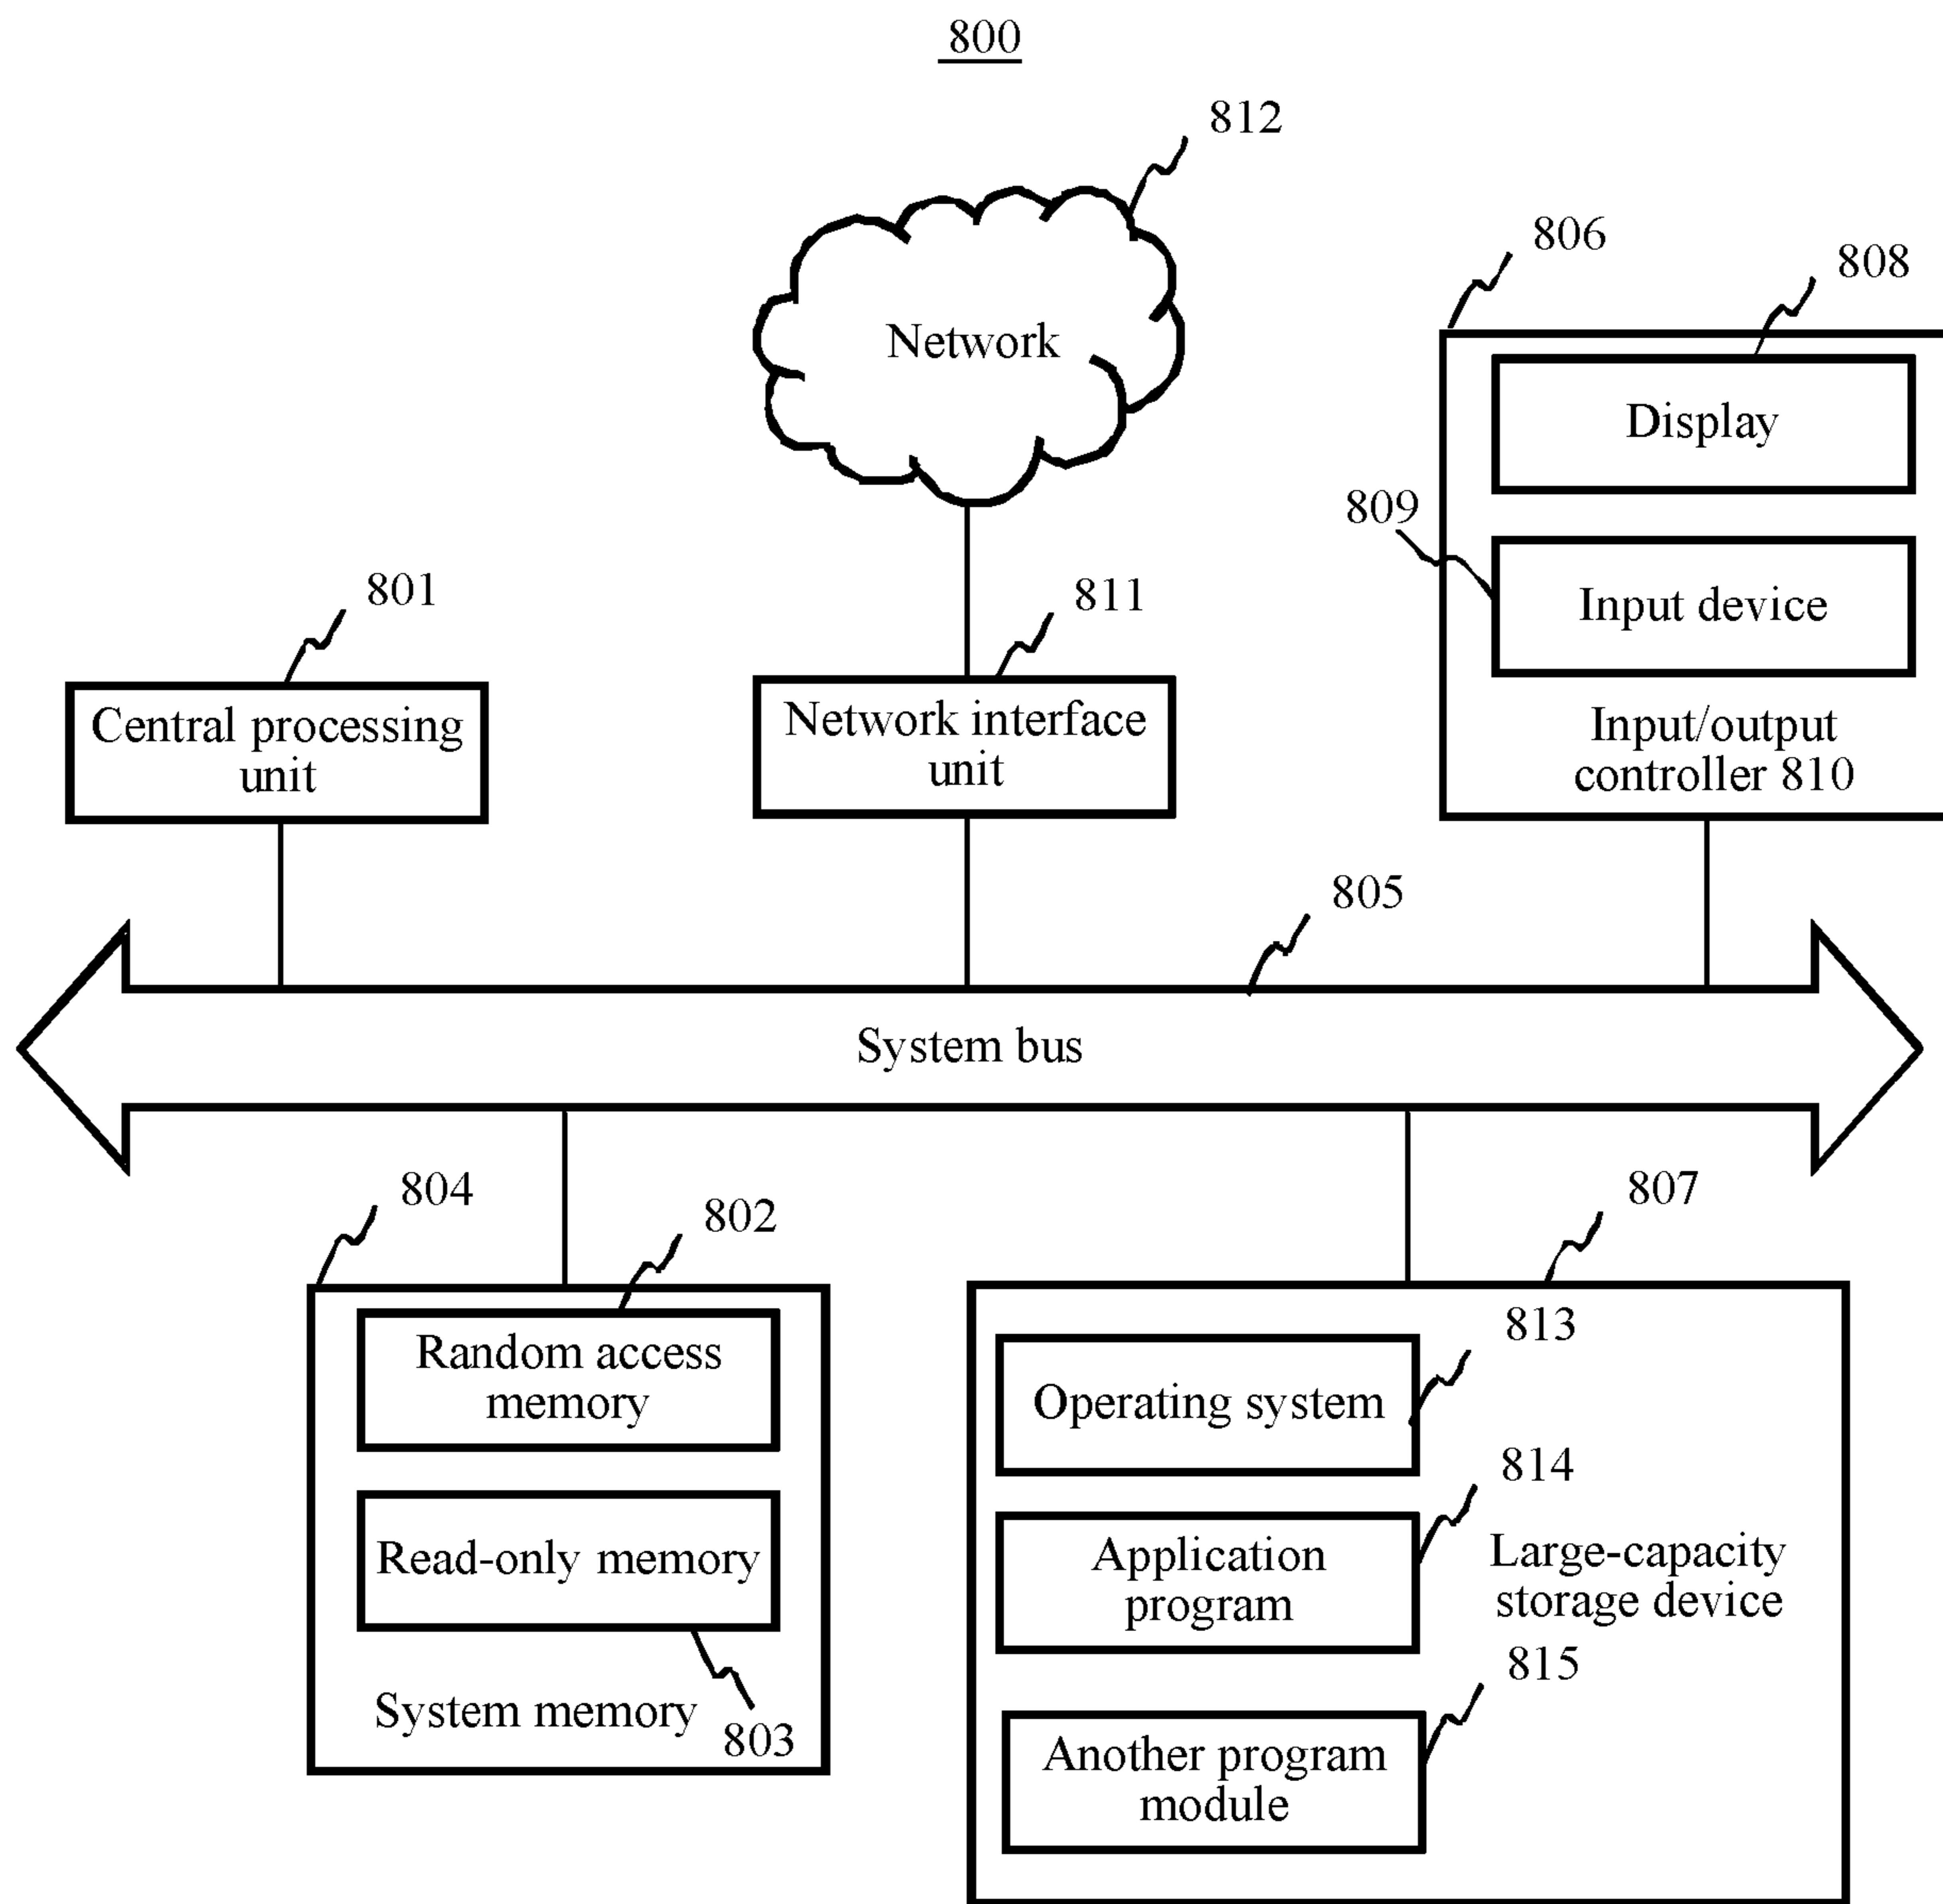 800
812
Network
806
808
Display
809
Input device
Input/output
controller 810
801
Central processing
unit
811
Network interface
unit
805
System bus
804
802
Random access
memory
Read-only memory
System memory
803
807
813
Operating system
814
Application
program
Large-capacity
storage device
815
Another program
module